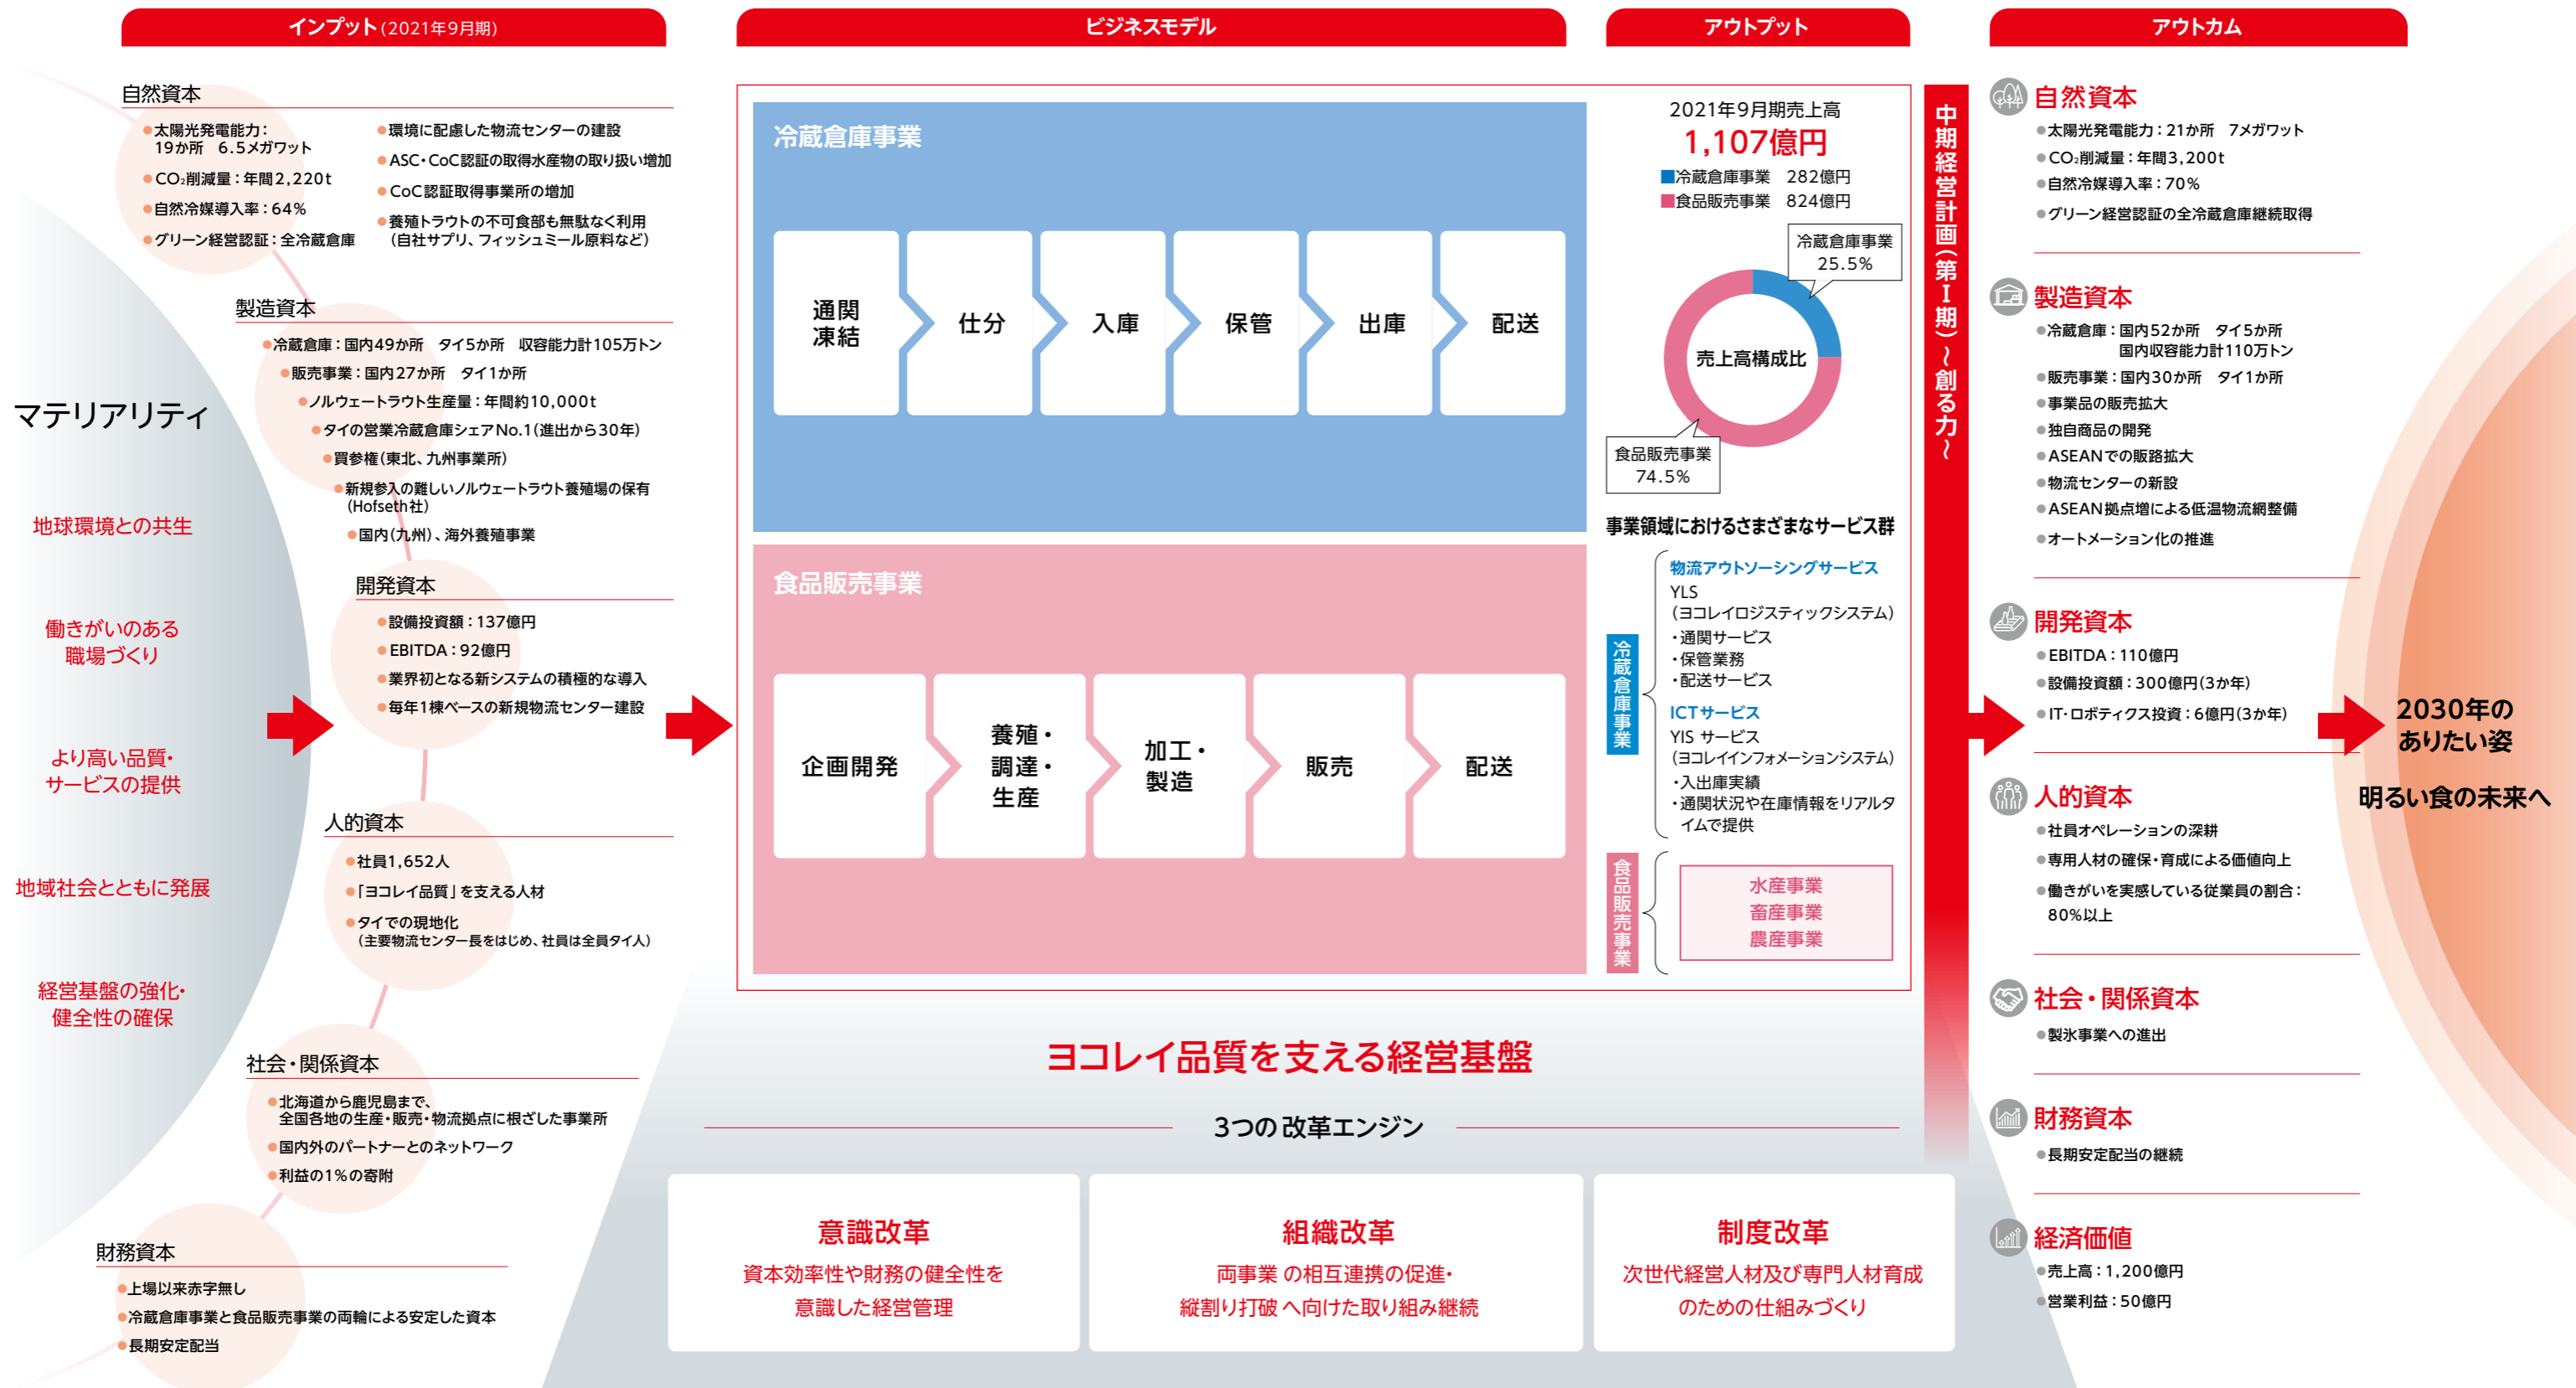 インプット(2021年9月期)
ビジネスモデル
アウトプット
アウトカム
マテリアリティ
地球環境との共生
働きがいのある
職場づくり
より高い品質・
サービスの提供
地域社会とともに発展
経営基盤の強化・
健全性の確保
自然資本
●太陽光発電能力：
19か所　6.5メガワット
●CO₂削減量：年間2,220t
●自然冷媒導入率：64%
●グリーン経営認証：全冷蔵倉庫
●環境に配慮した物流センターの建設
●ASC・CoC認証の取得水産物の取り扱い増加
●CoC認証取得事業所の増加
●養殖トラウトの不可食部も無駄なく利用
（自社サプリ、フィッシュミール原料など）
製造資本
●冷蔵倉庫：国内49か所　タイ5か所　収容能力計105万トン
●販売事業：国内27か所　タイ1か所
●ノルウェートラウト生産量：年間約10,000t
●タイの営業冷蔵倉庫シェアNo.1（進出から30年）
●買参権（東北、九州事業所）
●新規参入の難しいノルウェートラウト養殖場の保有
（Hofseth社）
●国内（九州）、海外養殖事業
開発資本
●設備投資額：137億円
●EBITDA：92億円
●業界初となる新システムの積極的な導入
●毎年1棟ベースの新規物流センター建設
人的資本
●社員1,652人
●「ヨコレイ品質」を支える人材
●タイでの現地化
（主要物流センター長をはじめ、社員は全員タイ人）
社会・関係資本
●北海道から鹿児島まで、
全国各地の生産・販売・物流拠点に根ざした事業所
●国内外のパートナーとのネットワーク
●利益の1%の寄附
財務資本
●上場以来赤字無し
●冷蔵倉庫事業と食品販売事業の両輪による安定した資本
●長期安定配当
冷蔵倉庫事業
通関
凍結
仕分
入庫
保管
出庫
配送
食品販売事業
企画開発
養殖・
調達・
生産
加工・
製造
販売
配送
2021年9月期売上高
1,107億円
■冷蔵倉庫事業　282億円
■食品販売事業　824億円
冷蔵倉庫事業
25.5%
売上高構成比
食品販売事業
74.5%
事業領域におけるさまざまなサービス群
冷蔵倉庫事業
物流アウトソーシングサービス
YLS
（ヨコレイロジスティックシステム）
・通関サービス
・保管業務
・配送サービス
ICTサービス
YIS サービス
（ヨコレイインフォメーションシステム）
・入出庫実績
・通関状況や在庫情報をリアルタ
イムで提供
食品販売事業
水産事業
畜産事業
農産事業
中期経営計画（第Ⅰ期）～創る力～
ヨコレイ品質を支える経営基盤
3つの改革エンジン
意識改革
資本効率性や財務の健全性を
意識した経営管理
組織改革
両事業の相互連携の促進・
縦割り打破へ向けた取り組み継続
制度改革
次世代経営人材及び専門人材育成
のための仕組みづくり
自然資本
●太陽光発電能力：21か所　7メガワット
●CO₂削減量：年間3,200t
●自然冷媒導入率：70%
●グリーン経営認証の全冷蔵倉庫継続取得
製造資本
●冷蔵倉庫：国内52か所　タイ5か所
国内収容能力計110万トン
●販売事業：国内30か所　タイ1か所
●事業品の販売拡大
●独自商品の開発
●ASEANでの販路拡大
●物流センターの新設
●ASEAN拠点増による低温物流網整備
●オートメーション化の推進
開発資本
●EBITDA：110億円
●設備投資額：300億円（3か年）
●IT・ロボティクス投資：6億円（3か年）
人的資本
●社員オペレーションの深耕
●専用人材の確保・育成による価値向上
●働きがいを実感している従業員の割合：
80%以上
社会・関係資本
●製氷事業への進出
財務資本
●長期安定配当の継続
経済価値
●売上高：1,200億円
●営業利益：50億円
2030年の
ありたい姿
明るい食の未来へ